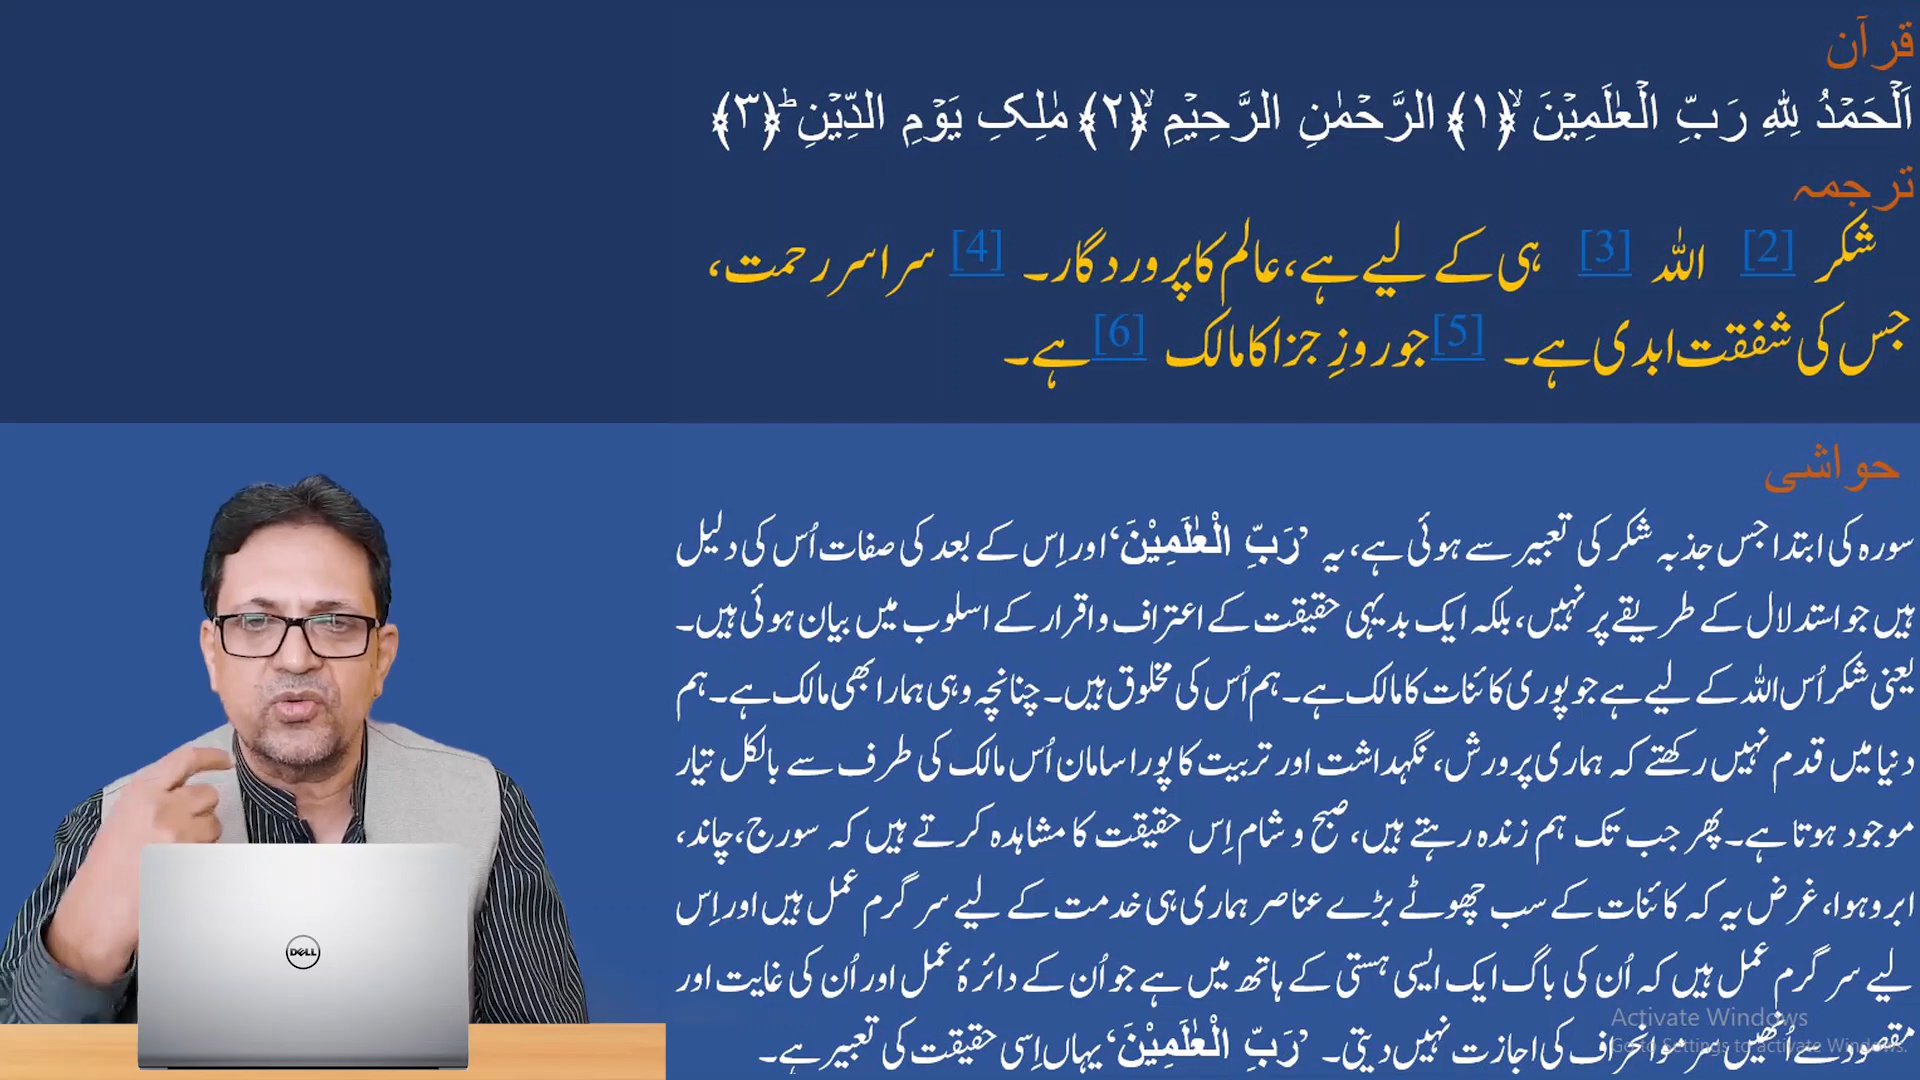 قرآن
اَلۡحَمۡدُ لِلّٰہِ رَبِّ الۡعٰلَمِیۡنَ ۙ﴿۱﴾ الرَّحۡمٰنِ الرَّحِیۡمِ ۙ﴿۲﴾ مٰلِکِ یَوۡمِ الدِّیۡنِ ؕ﴿۳﴾
ترجمہ
شکر [2] اللہ [3] ہی کے لیے ہے، عالم کا پروردگار۔ [4] سراسر رحمت،
جس کی شفقت ابدی ہے۔ [5] جو روزِ جزا کا مالک [6] ہے۔
حواشی
سورہ کی ابتدا جس جذبہ شکر کی تعبیر سے ہوئی ہے، یہ ’رَبِّ الْعٰلَمِیْنَ‘ اور اِس کے بعد کی صفات اُس کی دلیل
ہیں جو استدلال کے طریقے پر نہیں، بلکہ ایک بدیہی حقیقت کے اعتراف و اقرار کے اسلوب میں بیان ہوئی ہیں۔
یعنی شکر اُس اللہ کے لیے ہے جو پوری کائنات کا مالک ہے۔ ہم اُس کی مخلوق ہیں۔ چنانچہ وہی ہمارا بھی مالک ہے۔ ہم
دنیا میں قدم نہیں رکھتے کہ ہماری پرورش، نگہداشت اور تربیت کا پورا سامان اُس مالک کی طرف سے بالکل تیار
موجود ہوتا ہے۔ پھر جب تک ہم زندہ رہتے ہیں، صبح و شام اِس حقیقت کا مشاہدہ کرتے ہیں کہ سورج، چاند،
ابر و ہوا، غرض یہ کہ کائنات کے سب چھوٹے بڑے عناصر ہماری ہی خدمت کے لیے سرگرم عمل ہیں اور اِس
لیے سرگرم عمل ہیں کہ اُن کی باگ ایک ایسی ہستی کے ہاتھ میں ہے جو اُن کے دائرۂ عمل اور اُن کی غایت اور
مقصود سے اُنھیں سرمو انحراف کی اجازت نہیں دیتی۔ ’رَبِّ الْعٰلَمِیْنَ‘ یہاں اِسی حقیقت کی تعبیر ہے۔
Activate Windows
Go to Settings to activate Windows.
DELL